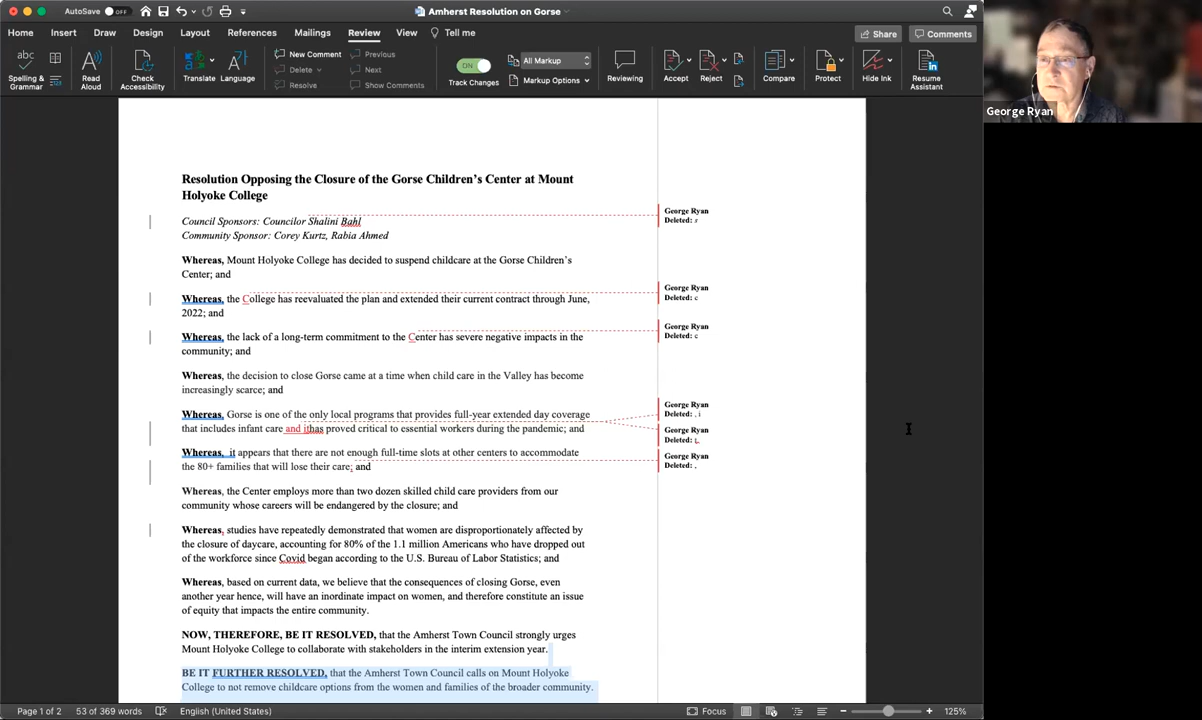 AutoSave OFF
Amherst Resolution on Gorse
Home Insert Draw Design Layout References Mailings Review View Tell me
Share Comments
abc
Spelling & Grammar
Read Aloud
Check Accessibility
Translate Language
New Comment
Delete
Resolve
Previous
Next
Show Comments
ON
Track Changes
All Markup
Markup Options
Reviewing
Accept Reject
Compare
Protect
Hide Ink
Resume Assistant
George Ryan
Resolution Opposing the Closure of the Gorse Children's Center at Mount
Holyoke College
Council Sponsors: Councilor Shalini Bahl
Community Sponsor: Corey Kurtz, Rabia Ahmed
Whereas, Mount Holyoke College has decided to suspend childcare at the Gorse Children's
Center; and
Whereas, the College has reevaluated the plan and extended their current contract through June,
2022; and
Whereas, the lack of a long-term commitment to the Center has severe negative impacts in the
community; and
Whereas, the decision to close Gorse came at a time when child care in the Valley has become
increasingly scarce; and
Whereas, Gorse is one of the only local programs that provides full-year extended day coverage
that includes infant care and ithas proved critical to essential workers during the pandemic; and
Whereas, it appears that there are not enough full-time slots at other centers to accommodate
the 80+ families that will lose their care; and
Whereas, the Center employs more than two dozen skilled child care providers from our
community whose careers will be endangered by the closure; and
Whereas, studies have repeatedly demonstrated that women are disproportionately affected by
the closure of daycare, accounting for 80% of the 1.1 million Americans who have dropped out
of the workforce since Covid began according to the U.S. Bureau of Labor Statistics; and
Whereas, based on current data, we believe that the consequences of closing Gorse, even
another year hence, will have an inordinate impact on women, and therefore constitute an issue
of equity that impacts the entire community.
NOW, THEREFORE, BE IT RESOLVED, that the Amherst Town Council strongly urges
Mount Holyoke College to collaborate with stakeholders in the interim extension year.
BE IT FURTHER RESOLVED, that the Amherst Town Council calls on Mount Holyoke
College to not remove childcare options from the women and families of the broader community.
George Ryan
Deleted: s
George Ryan
Deleted: c
George Ryan
Deleted: c
George Ryan
Deleted: , i
George Ryan
Deleted:
George Ryan
Deleted: ,
Page 1 of 2 53 of 369 words English (United States) Focus 125%